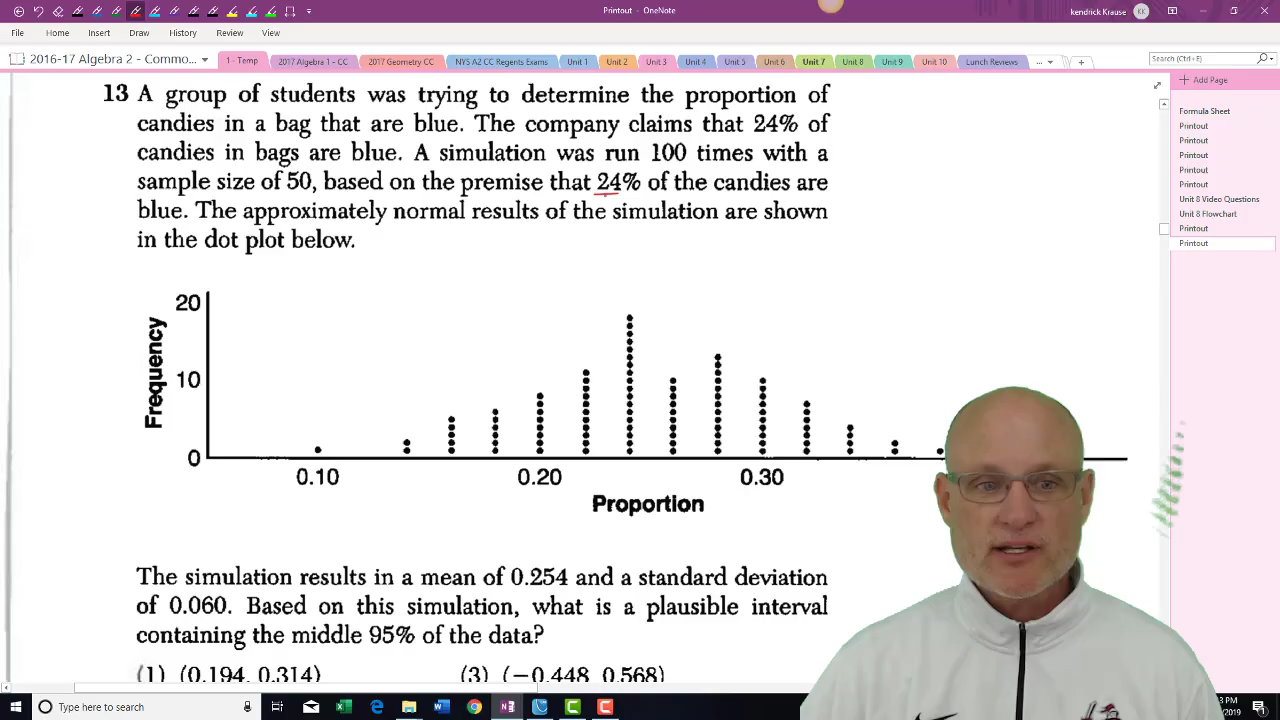 Printout - OneNote
kendrick Krause KK
File Home Insert Draw History Review View
2016-17 Algebra 2 - Commo... 1 - Temp 2017 Algebra 1 - CC 2017 Geometry CC NYS A2 CC Regents Exams Unit 1 Unit 2 Unit 3 Unit 4 Unit 5 Unit 6 Unit 7 Unit 8 Unit 9 Unit 10 Lunch Reviews ... Search (Ctrl+E)
Add Page
Formula Sheet
Printout
Printout
Printout
Printout
Printout
Unit 8 Video Questions
Unit 8 Flowchart
Printout
Printout
13 A group of students was trying to determine the proportion of
candies in a bag that are blue. The company claims that 24% of
candies in bags are blue. A simulation was run 100 times with a
sample size of 50, based on the premise that 24% of the candies are
blue. The approximately normal results of the simulation are shown
in the dot plot below.
20
10
0
Frequency
0.10 0.20 0.30
Proportion
The simulation results in a mean of 0.254 and a standard deviation
of 0.060. Based on this simulation, what is a plausible interval
containing the middle 95% of the data?
(1) (0.194, 0.314) (3) (−0.448, 0.568)
Type here to search